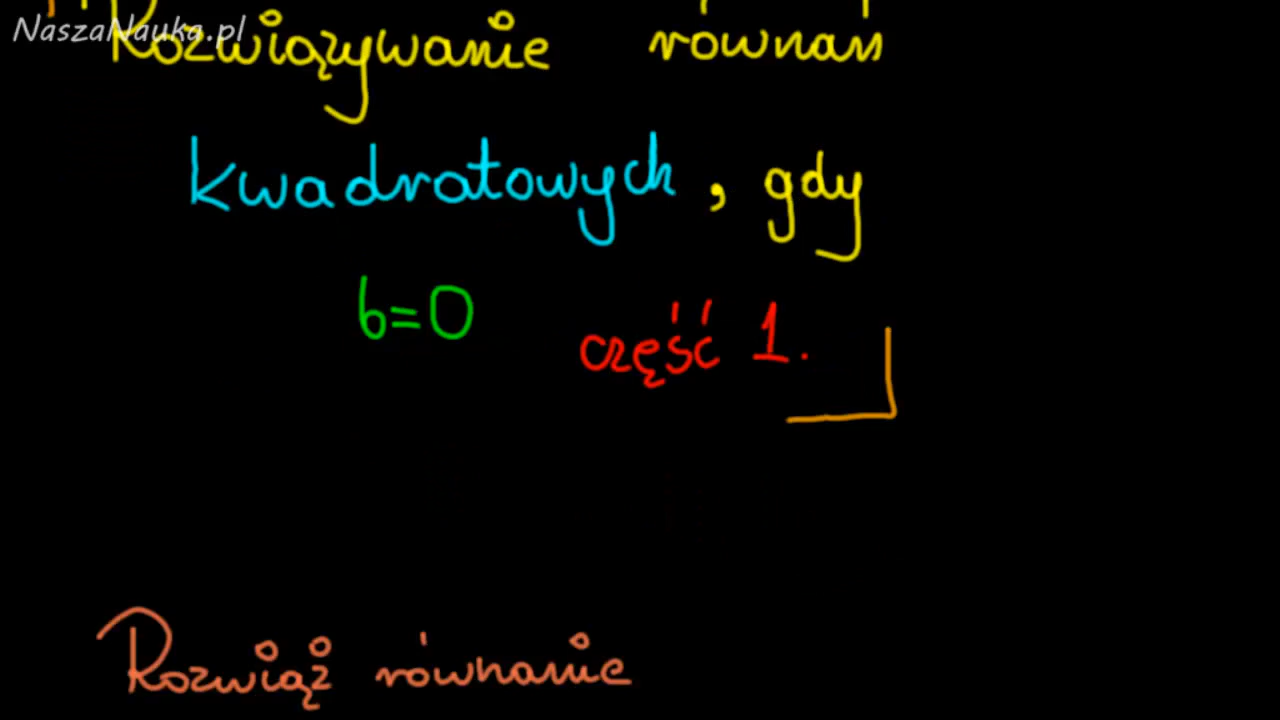 NaszaNauka.pl
Rozwiązywanie równań
kwadratowych, gdy
b=0 część 1.
Rozwiąż równanie